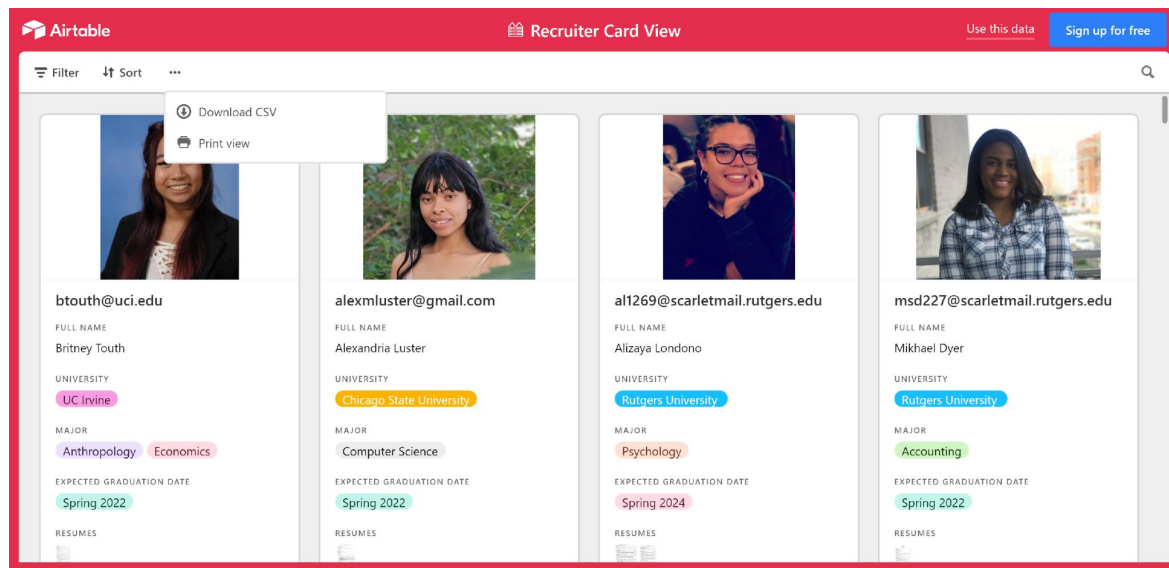 Airtable
Recruiter Card View
Use this data
Sign up for free
Filter
Sort
Download CSV
Print view
btouth@uci.edu
FULL NAME
Britney Touth
UNIVERSITY
UC Irvine
MAJOR
Anthropology Economics
EXPECTED GRADUATION DATE
Spring 2022
RESUMES
alexmluster@gmail.com
FULL NAME
Alexandria Luster
UNIVERSITY
Chicago State University
MAJOR
Computer Science
EXPECTED GRADUATION DATE
Spring 2022
RESUMES
al1269@scarletmail.rutgers.edu
FULL NAME
Alizaya Londono
UNIVERSITY
Rutgers University
MAJOR
Psychology
EXPECTED GRADUATION DATE
Spring 2024
RESUMES
msd227@scarletmail.rutgers.edu
FULL NAME
Mikhael Dyer
UNIVERSITY
Rutgers University
MAJOR
Accounting
EXPECTED GRADUATION DATE
Spring 2022
RESUMES